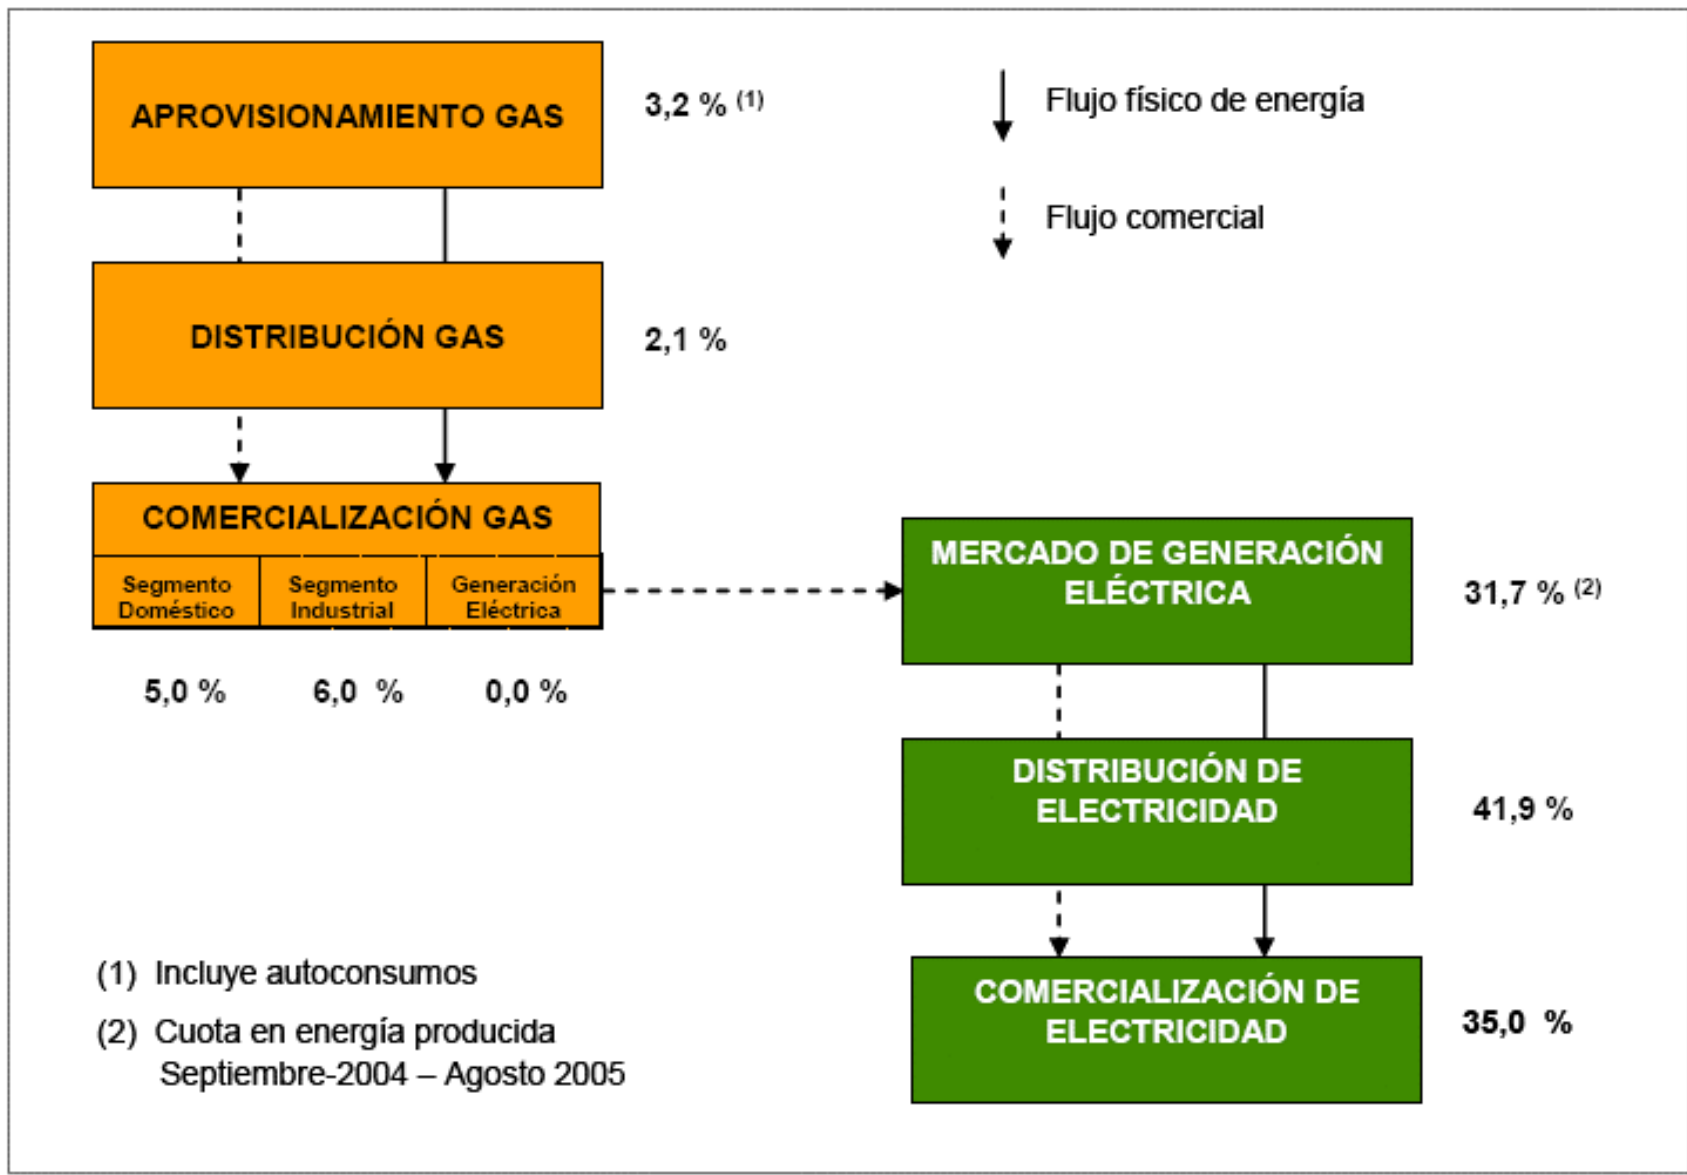 APROVISIONAMIENTO GAS
3,2 % (1)
Flujo físico de energía
Flujo comercial
DISTRIBUCIÓN GAS
2,1 %
COMERCIALIZACIÓN GAS
Segmento
Doméstico
Segmento
Industrial
Generación
Eléctrica
5,0 %
6,0 %
0,0 %
MERCADO DE GENERACIÓN
ELÉCTRICA
31,7 % (2)
DISTRIBUCIÓN DE
ELECTRICIDAD
41,9 %
COMERCIALIZACIÓN DE
ELECTRICIDAD
35,0 %
(1) Incluye autoconsumos
(2) Cuota en energía producida
Septiembre-2004 – Agosto 2005